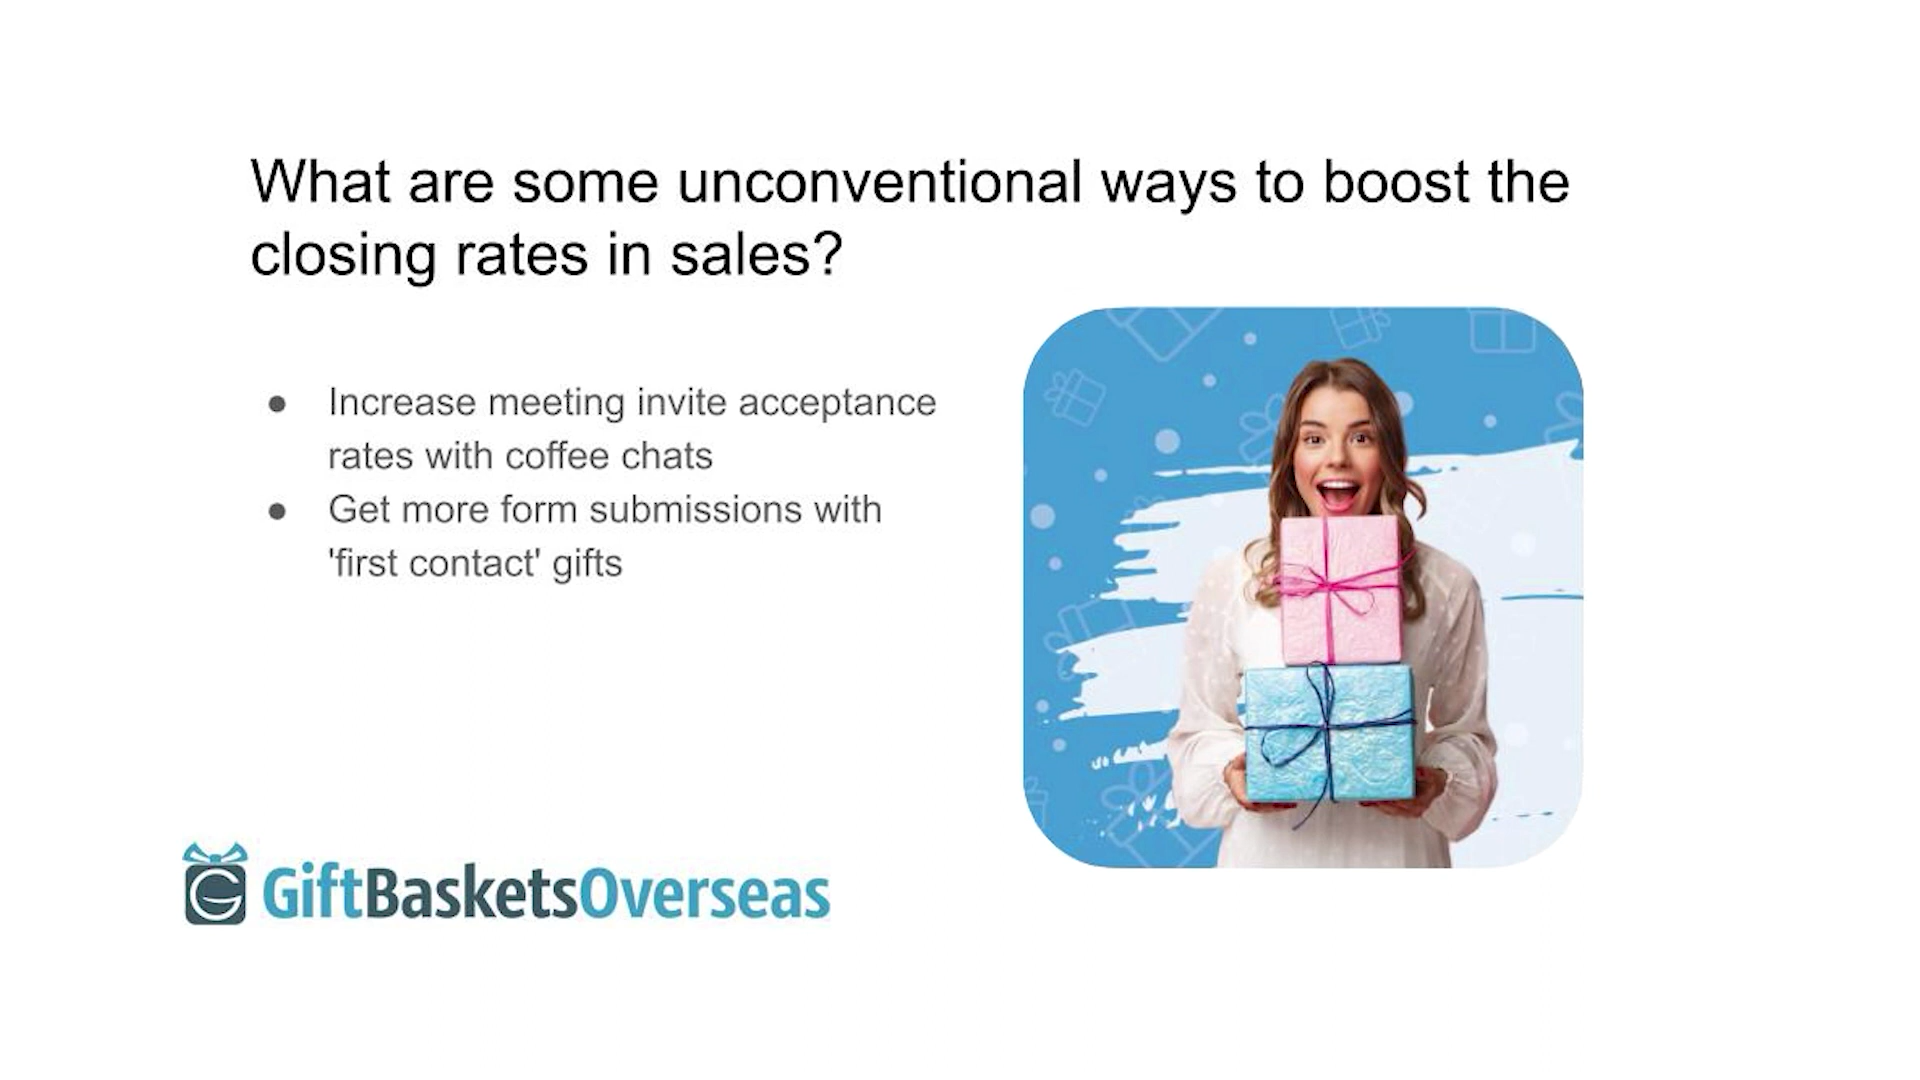 What are some unconventional ways to boost the
closing rates in sales?
● Increase meeting invite acceptance
rates with coffee chats
● Get more form submissions with
'first contact' gifts
GiftBasketsOverseas